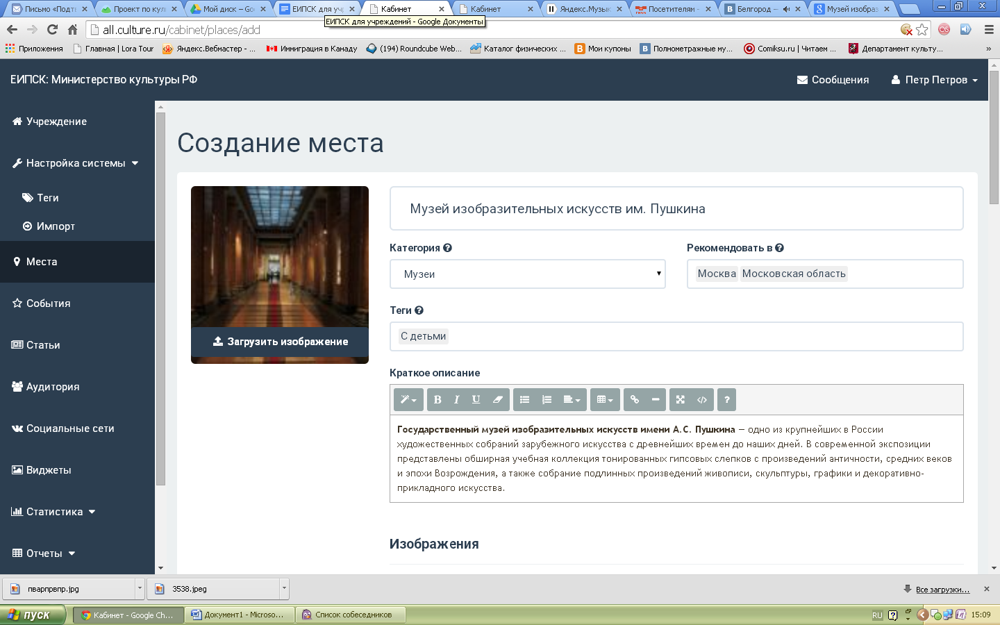 Письмо «Подтв
Проект по кул
Мой диск – Goo
ЕИПСК для учр
Кабинет
Кабинет
Яндекс.Музык
Посетителям -
Белгород —
Музей изобраз
all.culture.ru/cabinet/places/add
ЕИПСК для учреждений - Google Документы
Приложения
Главная | Lora Tour
Яндекс.Вебмастер - ...
Иммиграция в Канаду
(194) Roundcube Web...
Каталог физических ...
Мои купоны
Полнометражные му...
Comiksu.ru | Читаем ...
Департамент культу...
»
ЕИПСК: Министерство культуры РФ
Сообщения
Петр Петров
Учреждение
Настройка системы
Теги
Импорт
Места
События
Статьи
Аудитория
Социальные сети
Виджеты
Статистика
Отчеты
Создание места
Загрузить изображение
Музей изобразительных искусств им. Пушкина
Категория
Рекомендовать в
Музеи
Москва Московская область
Теги
С детьми
Краткое описание
B I U
?
Государственный музей изобразительных искусств имени А.С. Пушкина — одно из крупнейших в России
художественных собраний зарубежного искусства с древнейших времен до наших дней. В современной экспозиции
представлены обширная учебная коллекция тонированных гипсовых слепков с произведений античности, средних веков
и эпохи Возрождения, а также собрание подлинных произведений живописи, скульптуры, графики и декоративно-
прикладного искусства.
Изображения
пварпрвпр.jpg
3538.jpeg
Все загрузки...
пуск
Кабинет - Google Ch...
Документ1 - Microso...
Список собеседников
RU
15:09